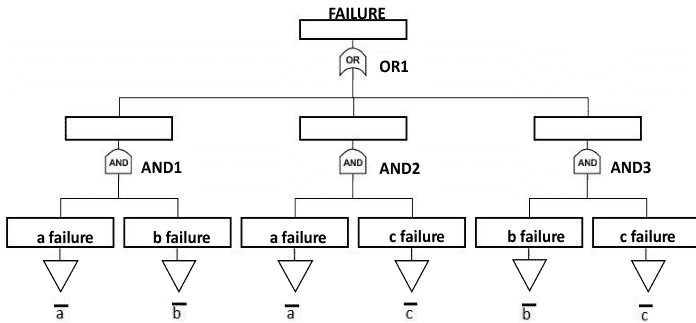 FAILURE
OR
OR1
AND
AND1
AND
AND2
AND
AND3
a failure
b failure
a failure
c failure
b failure
c failure
a̅
b̅
a̅
c̅
b̅
c̅